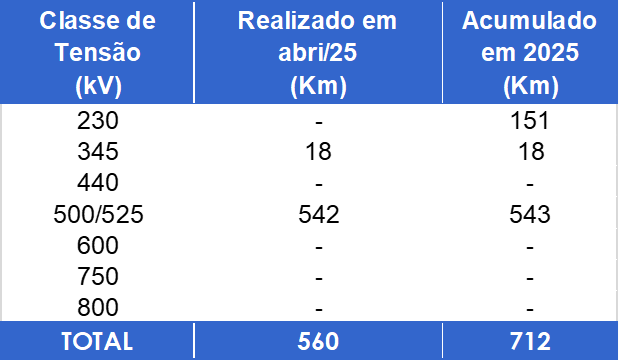 Classe de Tensão (kV) Realizado em abri/25 (Km) Acumulado em 2025 (Km)
230 - 151
345 18 18
440 - -
500/525 542 543
600 - -
750 - -
800 - -
TOTAL 560 712